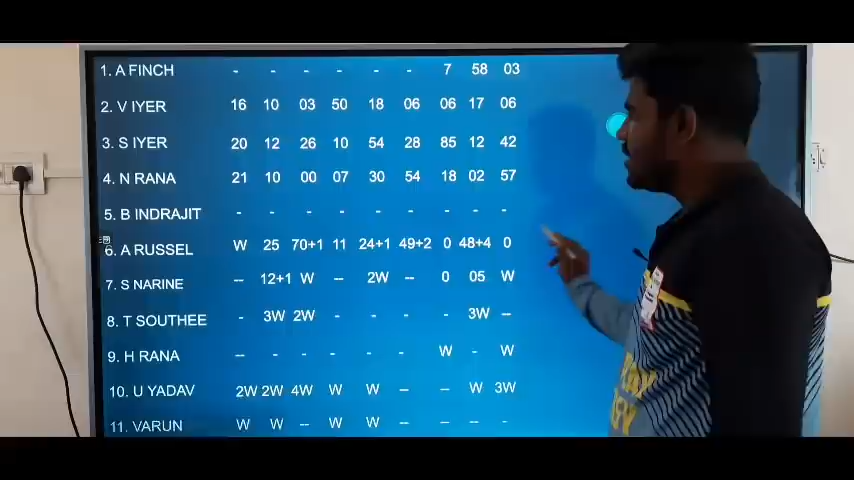 1. A FINCH - - - - - - 7 58 03
2. V IYER 16 10 03 50 18 06 06 17 06
3. S IYER 20 12 26 10 54 28 85 12 42
4. N RANA 21 10 00 07 30 54 18 02 57
5. B INDRAJIT - - - - - - - - -
6. A RUSSEL W 25 70+1 11 24+1 49+2 0 48+4 0
7. S NARINE -- 12+1 W -- 2W -- 0 05 W
8. T SOUTHEE - 3W 2W - - - - 3W --
9. H RANA -- - - - - - W - W
10. U YADAV 2W 2W 4W W W -- -- W 3W
11. VARUN W W -- W W -- -- - -